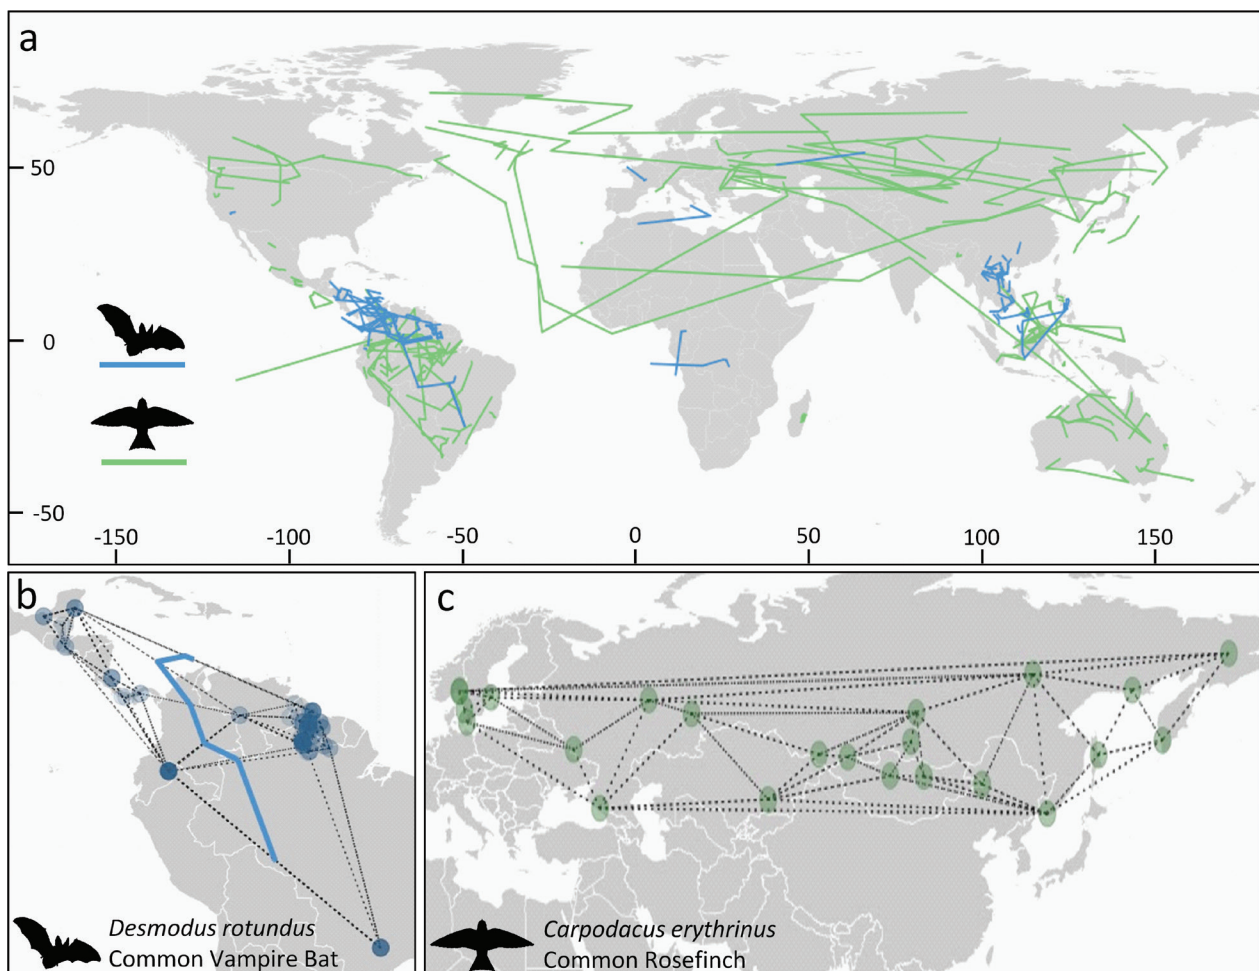 a
50
0
-50
-150
-100
-50
0
50
100
150
b
Desmodus rotundus
Common Vampire Bat
c
Carpodacus erythrinus
Common Rosefinch